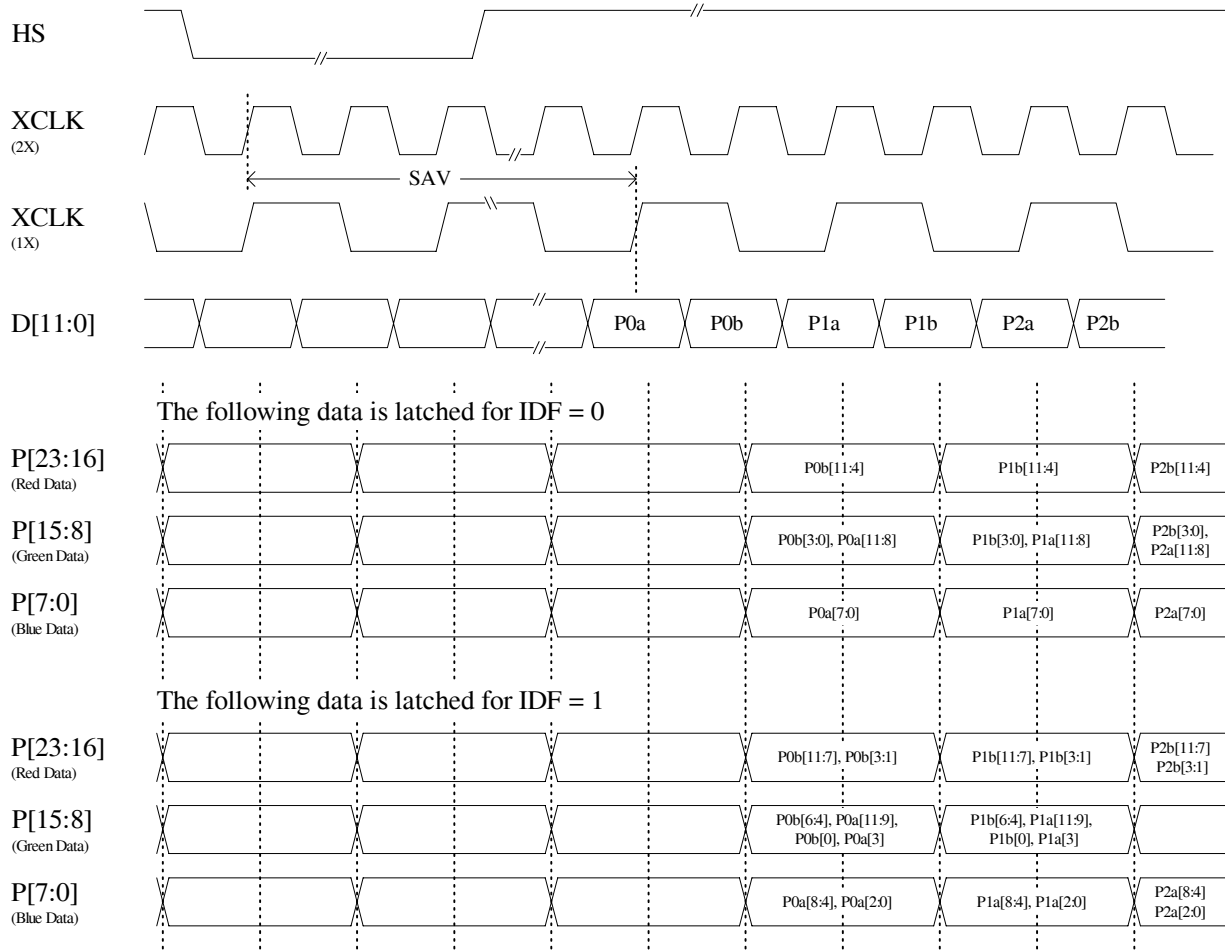 HS
XCLK
(2X)
SAV
XCLK
(1X)
D[11:0]
P0a
P0b
P1a
P1b
P2a
P2b
The following data is latched for IDF = 0
P[23:16]
(Red Data)
P0b[11:4]
P1b[11:4]
P2b[11:4]
P[15:8]
(Green Data)
P0b[3:0], P0a[11:8]
P1b[3:0], P1a[11:8]
P2b[3:0],
P2a[11:8]
P[7:0]
(Blue Data)
P0a[7:0]
P1a[7:0]
P2a[7:0]
The following data is latched for IDF = 1
P[23:16]
(Red Data)
P0b[11:7], P0b[3:1]
P1b[11:7], P1b[3:1]
P2b[11:7]
P2b[3:1]
P[15:8]
(Green Data)
P0b[6:4], P0a[11:9],
P0b[0], P0a[3]
P1b[6:4], P1a[11:9],
P1b[0], P1a[3]
P[7:0]
(Blue Data)
P0a[8:4], P0a[2:0]
P1a[8:4], P1a[2:0]
P2a[8:4]
P2a[2:0]